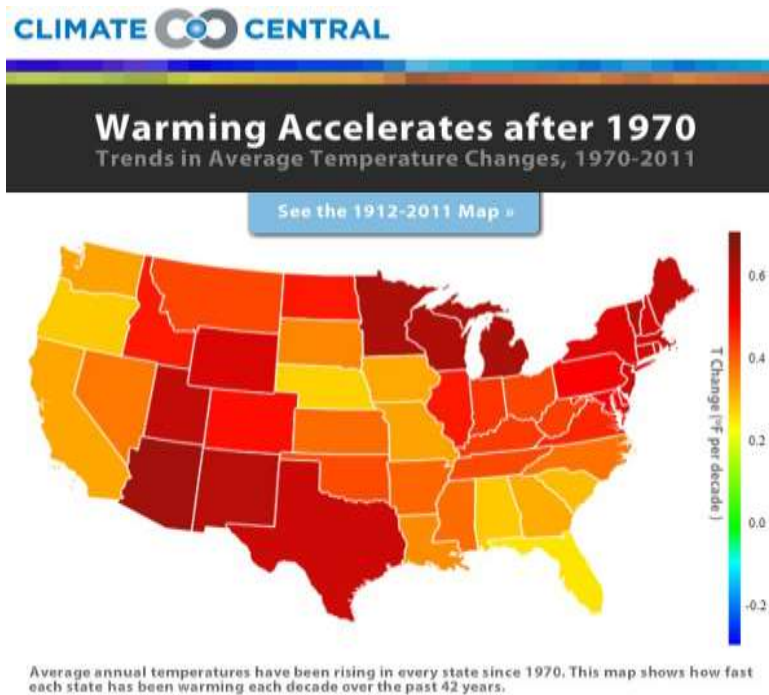 CLIMATE CENTRAL
Warming Accelerates after 1970
Trends in Average Temperature Changes, 1970-2011
See the 1912-2011 Map »
0.6
0.4
0.2
0.0
-0.2
T Change (°F per decade)
Average annual temperatures have been rising in every state since 1970. This map shows how fast
each state has been warming each decade over the past 42 years.